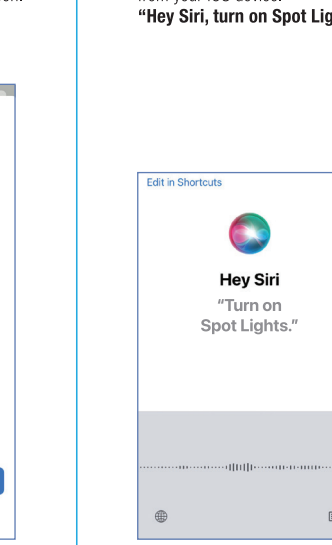 from your iOS device.
“Hey Siri, turn on Spot Lig
Edit in Shortcuts
Hey Siri
“Turn on
Spot Lights.”